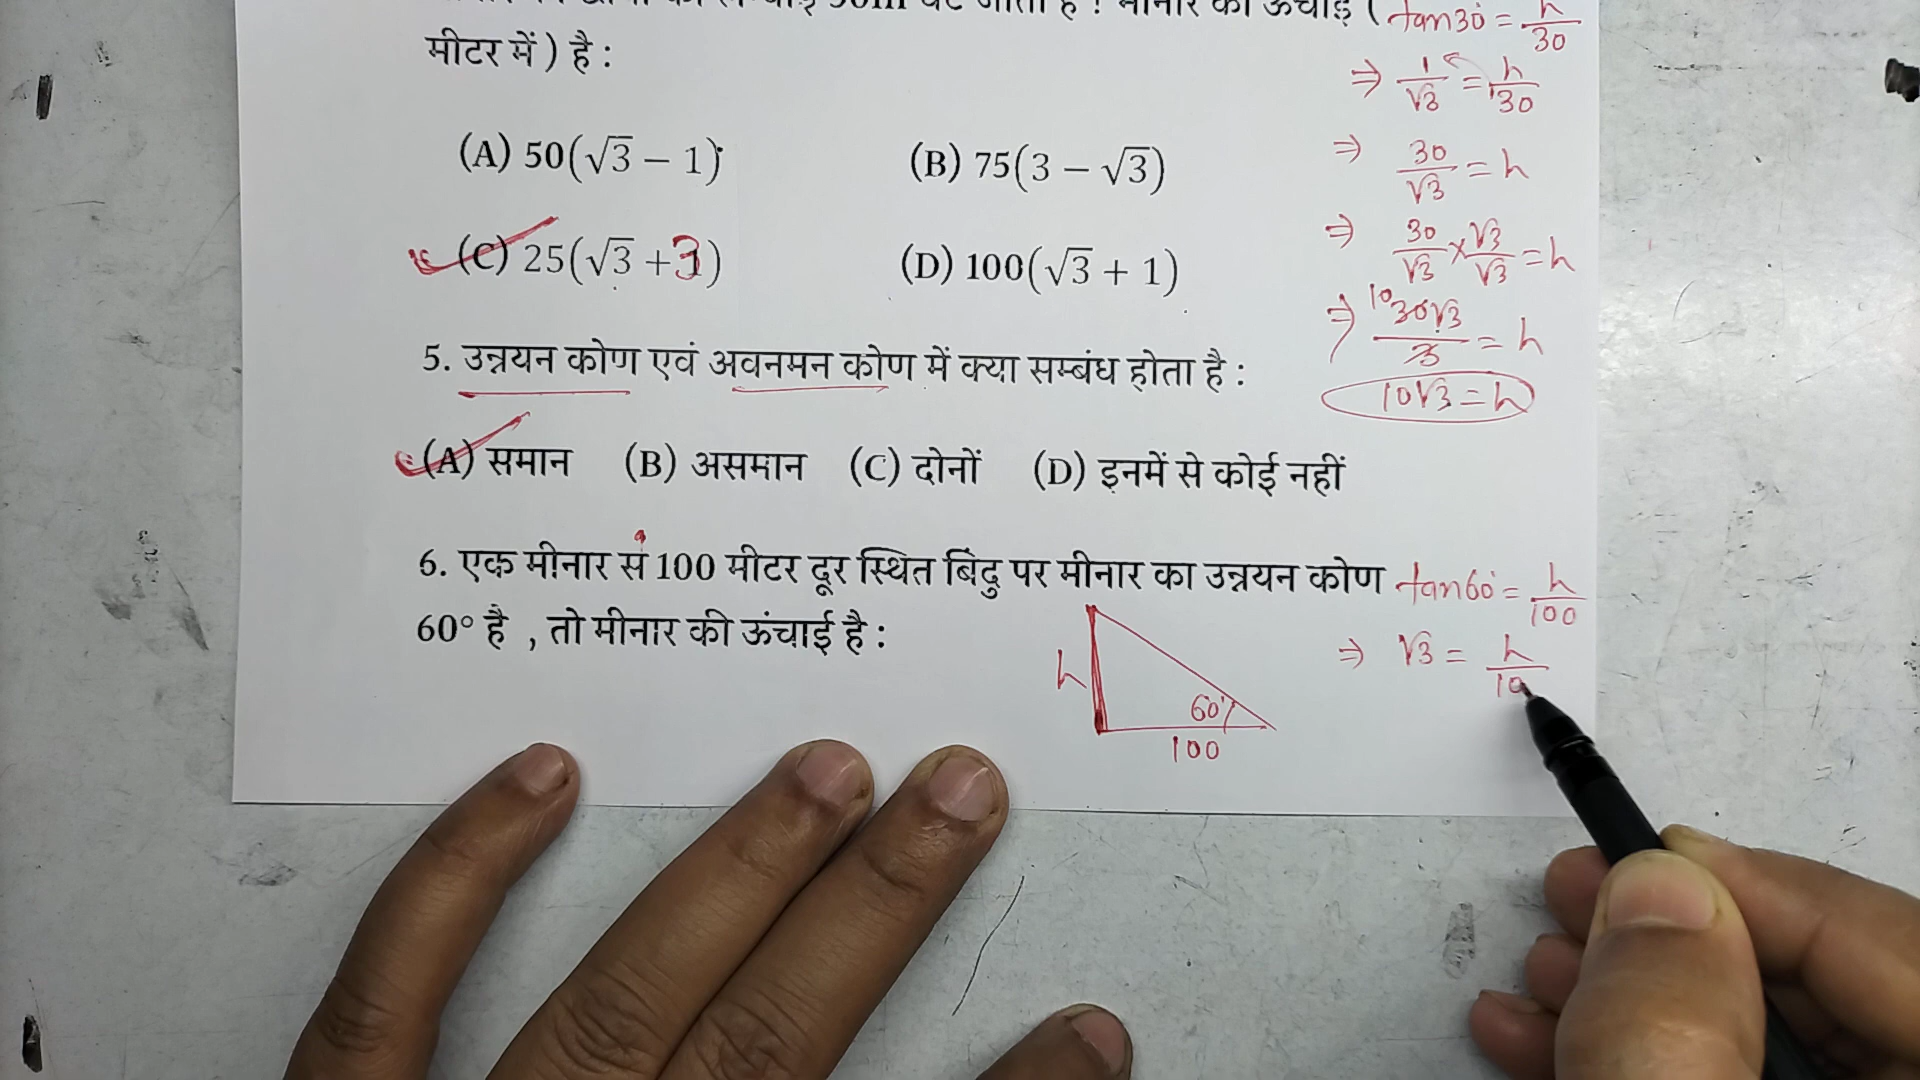 tan30° = h/30
मीटर में ) है :
⇒ 1/√3 = h/30
(A) 50(√3 − 1) (B) 75(3 − √3)
⇒ 30/√3 = h
(C) 25(√3 + 3) (D) 100(√3 + 1)
⇒ 30/√3 × √3/√3 = h
⇒ 10 30√3/3 = h
5. उन्नयन कोण एवं अवनमन कोण में क्या सम्बंध होता है :
10√3 = h
(A) समान (B) असमान (C) दोनों (D) इनमें से कोई नहीं
6. एक मीनार से 100 मीटर दूर स्थित बिंदु पर मीनार का उन्नयन कोण
60° है , तो मीनार की ऊंचाई है :
tan60° = h/100
⇒ √3 = h/10
h
60°
100